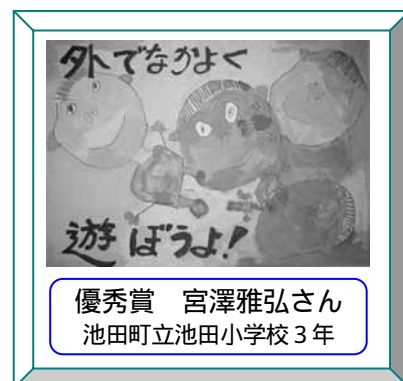 外でなかよく
遊ぼうよ!
優秀賞　宮澤雅弘さん
池田町立池田小学校３年